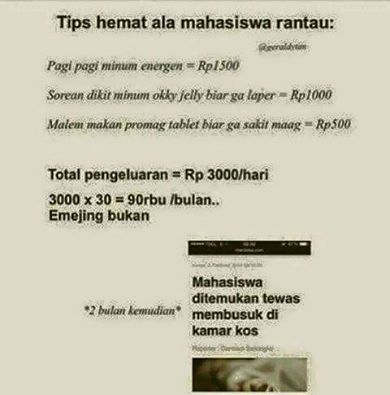 Tips hemat ala mahasiswa rantau:
@geraldytan
Pagi pagi minum energen = Rp1500
Sorean dikit minum okky jelly biar ga laper = Rp1000
Malem makan promag tablet biar ga sakit maag = Rp500
Total pengeluaran = Rp 3000/hari
3000 x 30 = 90rbu /bulan..
Emejing bukan
*2 bulan kemudian*
Mahasiswa
ditemukan tewas
membusuk di
kamar kos